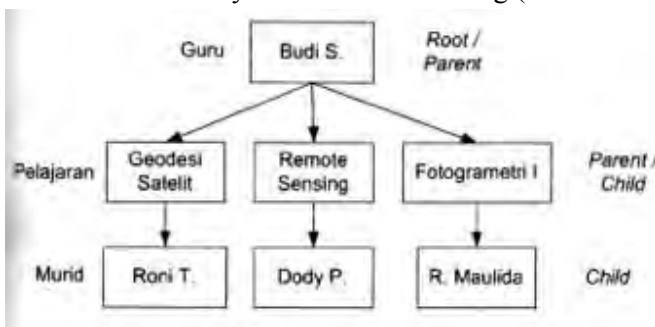 Guru Budi S. Root /
Parent
Pelajaran Geodesi Satelit Remote Sensing Fotogrametri I Parent /
Child
Murid Roni T. Dody P. R. Maulida Child